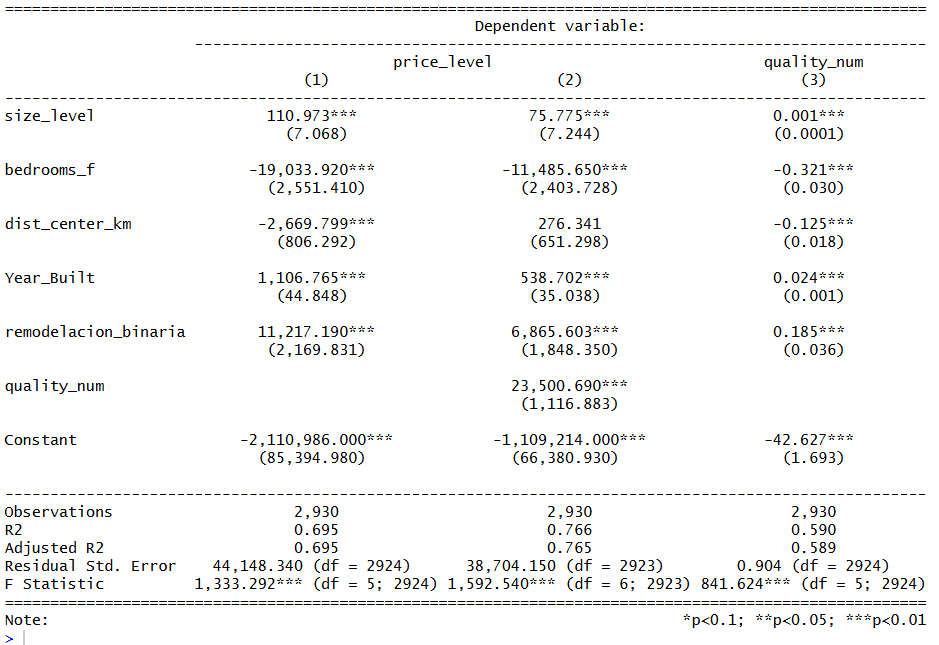 ==========================================================================================
Dependent variable:
------------------------------------------------------------------------
price_level quality_num
(1) (2) (3)
------------------------------------------------------------------------------------------
size_level 110.973*** 75.775*** 0.001***
(7.068) (7.244) (0.0001)
bedrooms_f -19,033.920*** -11,485.650*** -0.321***
(2,551.410) (2,403.728) (0.030)
dist_center_km -2,669.799*** 276.341 -0.125***
(806.292) (651.298) (0.018)
Year_Built 1,106.765*** 538.702*** 0.024***
(44.848) (35.038) (0.001)
remodelacion_binaria 11,217.190*** 6,865.603*** 0.185***
(2,169.831) (1,848.350) (0.036)
quality_num 23,500.690***
(1,116.883)
Constant -2,110,986.000*** -1,109,214.000*** -42.627***
(85,394.980) (66,380.930) (1.693)
------------------------------------------------------------------------------------------
Observations 2,930 2,930 2,930
R2 0.695 0.766 0.590
Adjusted R2 0.695 0.765 0.589
Residual Std. Error 44,148.340 (df = 2924) 38,704.150 (df = 2923) 0.904 (df = 2924)
F Statistic 1,333.292*** (df = 5; 2924) 1,592.540*** (df = 6; 2923) 841.624*** (df = 5; 2924)
==========================================================================================
Note: *p<0.1; **p<0.05; ***p<0.01
>